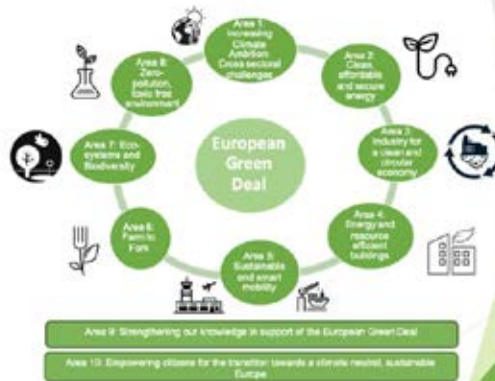 Area 1:
Increasing
Climate
Ambition:
Cross sectoral
challenges
Area 2:
Clean,
affordable
and secure
energy
Area 3:
Industry for
a clean and
circular
economy
Area 4:
Energy and
resource
efficient
buildings
Area 5:
Sustainable
and smart
mobility
Area 6:
Farm to
Fork
Area 7: Eco-
systems and
Biodiversity
Area 8:
Zero-
pollution,
toxic free
environment
European
Green
Deal
Area 9: Strengthening our knowledge in support of the European Green Deal
Area 10: Empowering citizens for the transition towards a climate neutral, sustainable
Europe